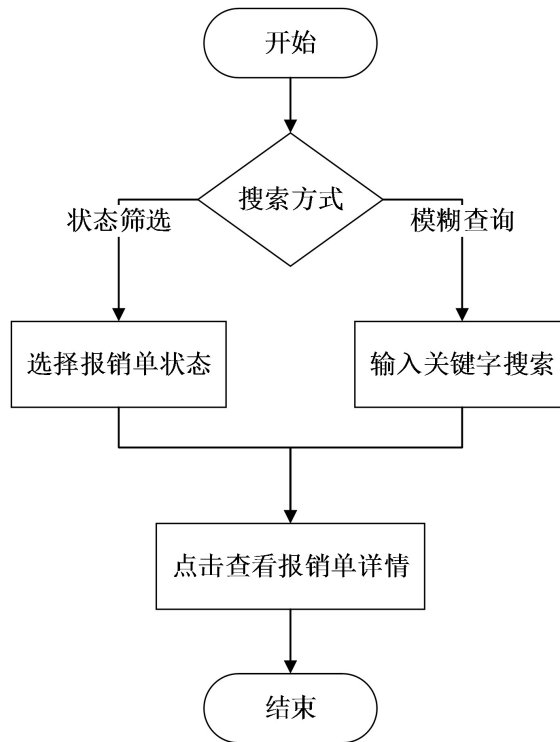 开始
搜索方式
状态筛选
模糊查询
选择报销单状态
输入关键字搜索
点击查看报销单详情
结束